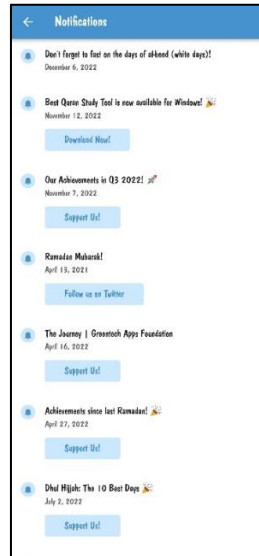 Notifications
Don't forget to fast on the days of al-beed (white days)!
December 6, 2022
Best Quran Study Tool is now available for Windows! 🎉
November 12, 2022
Download Now!
Our Achievements in Q3 2022! 🚀
November 7, 2022
Support Us!
Ramadan Mubarak!
April 13, 2021
Follow us on Twitter
The Journey | Greentech Apps Foundation
April 16, 2022
Support Us!
Achievements since last Ramadan! 🎉
April 27, 2022
Support Us!
Dhul Hijjah: The 10 Best Days 🎉
July 2, 2022
Support Us!